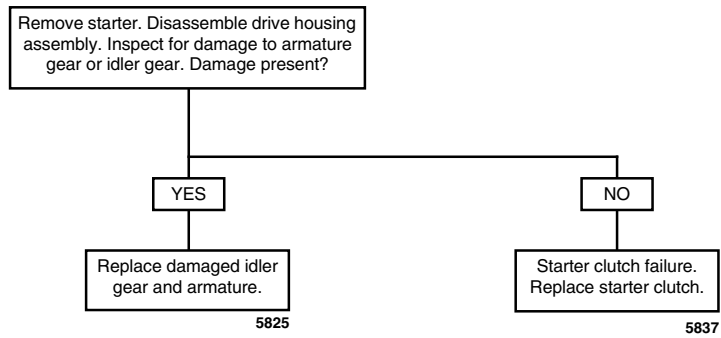 Remove starter. Disassemble drive housing
assembly. Inspect for damage to armature
gear or idler gear. Damage present?
YES
NO
Replace damaged idler
gear and armature.
5825
Starter clutch failure.
Replace starter clutch.
5837